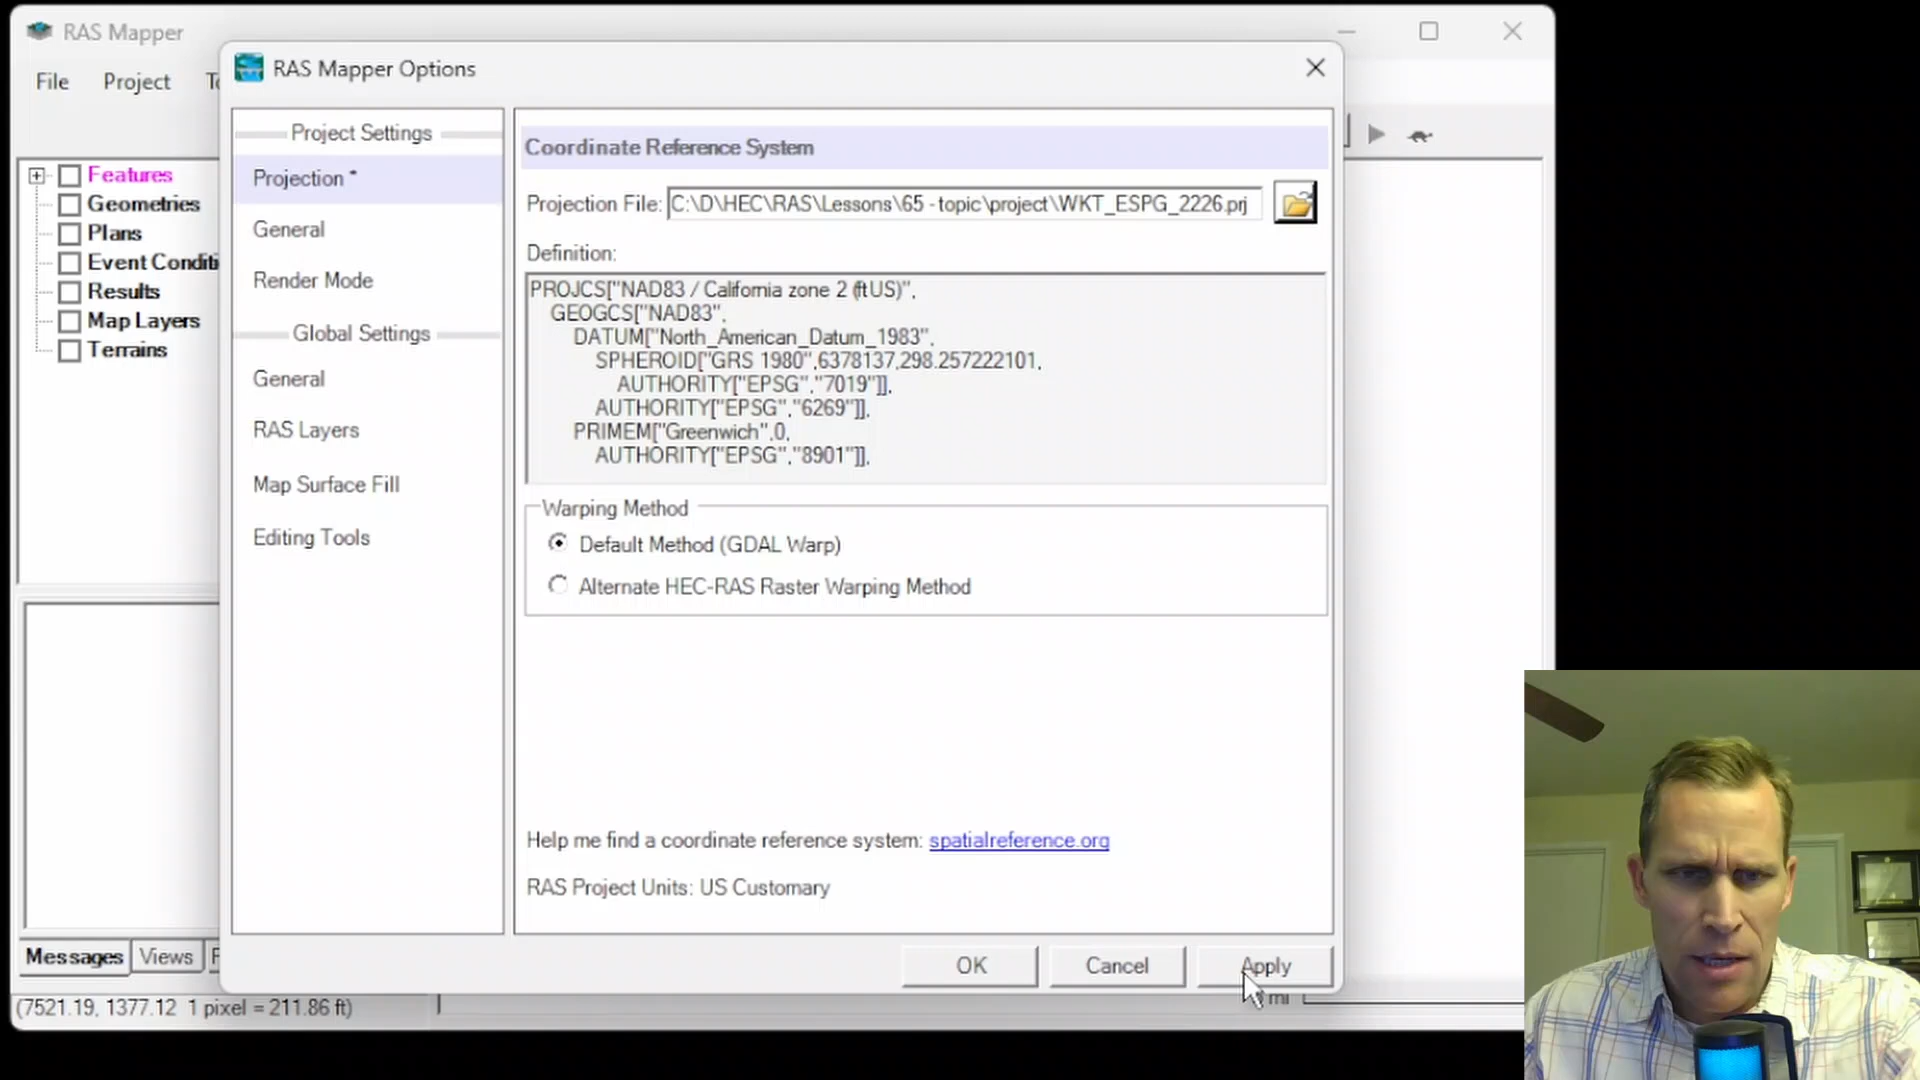 RAS Mapper
File Project
RAS Mapper Options
Project Settings
Projection *
General
Render Mode
Global Settings
General
RAS Layers
Map Surface Fill
Editing Tools
Features
Geometries
Plans
Event Conditi
Results
Map Layers
Terrains
Coordinate Reference System
Projection File: C:\D\HEC\RAS\Lessons\65 - topic\project\WKT_ESPG_2226.prj
Definition:
PROJCS["NAD83 / California zone 2 (ftUS)",
GEOGCS["NAD83",
DATUM["North_American_Datum_1983",
SPHEROID["GRS 1980",6378137,298.257222101,
AUTHORITY["EPSG","7019"]],
AUTHORITY["EPSG","6269"]],
PRIMEM["Greenwich",0,
AUTHORITY["EPSG","8901"]],
Warping Method
Default Method (GDAL Warp)
Alternate HEC-RAS Raster Warping Method
Help me find a coordinate reference system: spatialreference.org
RAS Project Units: US Customary
OK Cancel Apply
Messages Views
(7521.19, 1377.12 1 pixel = 211.86 ft)
mi